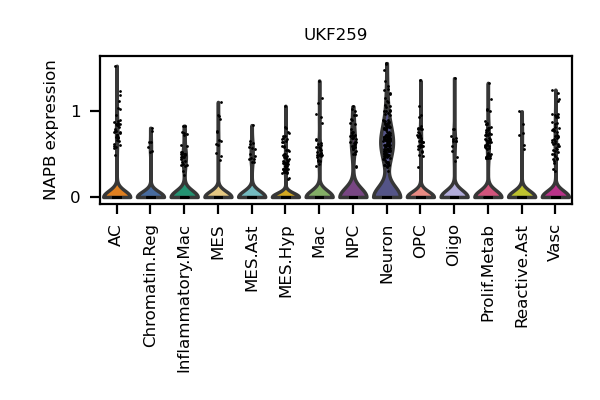 UKF259
NAPB expression
1
0
AC
Chromatin.Reg
Inflammatory.Mac
MES
MES.Ast
MES.Hyp
Mac
NPC
Neuron
OPC
Oligo
Prolif.Metab
Reactive.Ast
Vasc